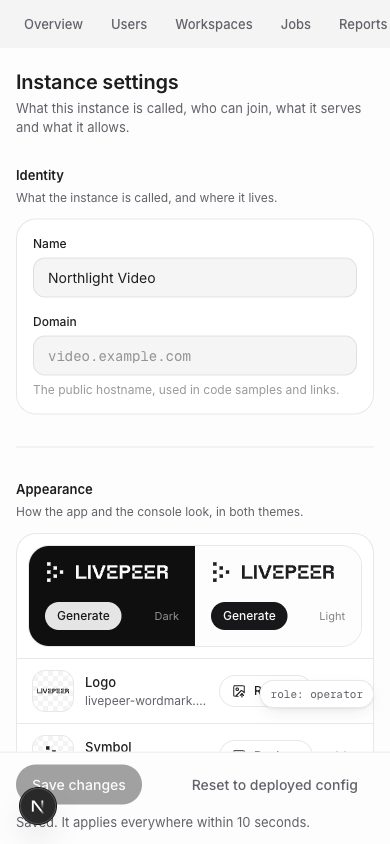 Overview Users Workspaces Jobs Reports
Instance settings
What this instance is called, who can join, what it serves
and what it allows.
Identity
What the instance is called, and where it lives.
Name
Northlight Video
Domain
video.example.com
The public hostname, used in code samples and links.
Appearance
How the app and the console look, in both themes.
LIVEPEER LIVEPEER
Generate Dark Generate Light
LIVEPEER
Logo
livepeer-wordmark....
role: operator
Symbol
Save changes Reset to deployed config
N
Saved. It applies everywhere within 10 seconds.